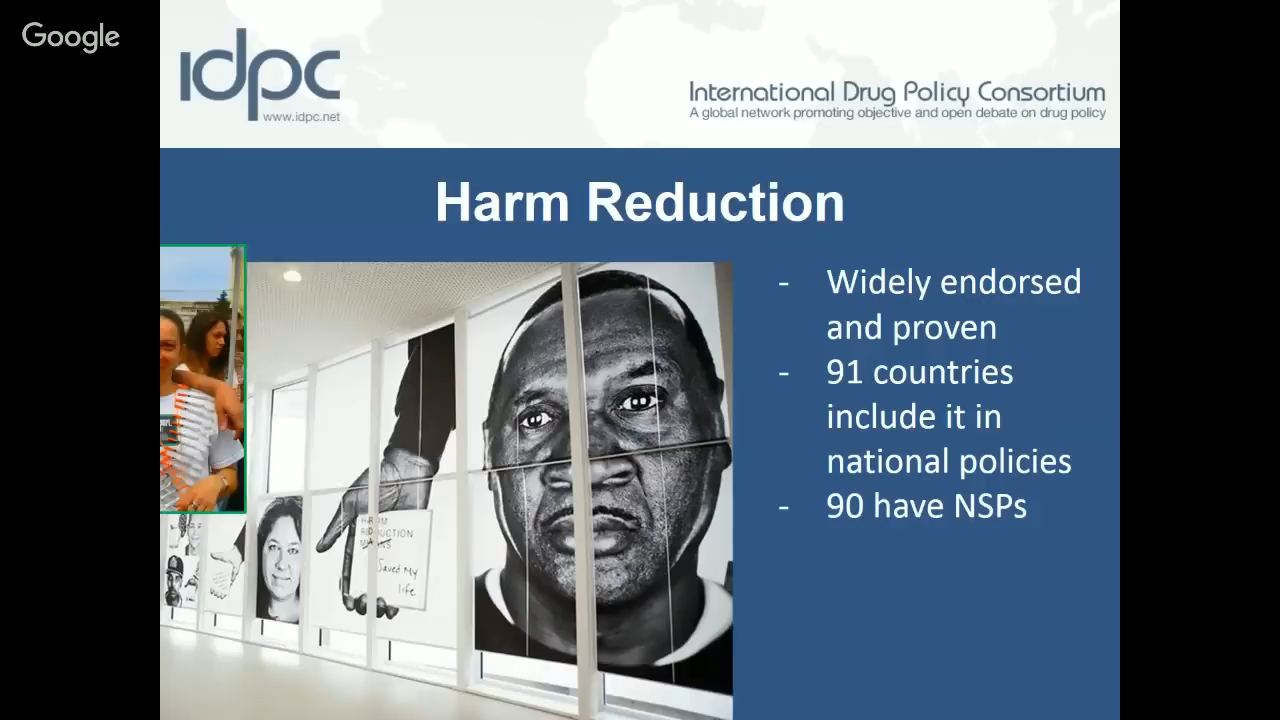 Google
idpc
www.idpc.net
International Drug Policy Consortium
A global network promoting objective and open debate on drug policy
Harm Reduction
- Widely endorsed
and proven
- 91 countries
include it in
national policies
- 90 have NSPs
HARM
REDUCTION
MEANS
Saved my
life